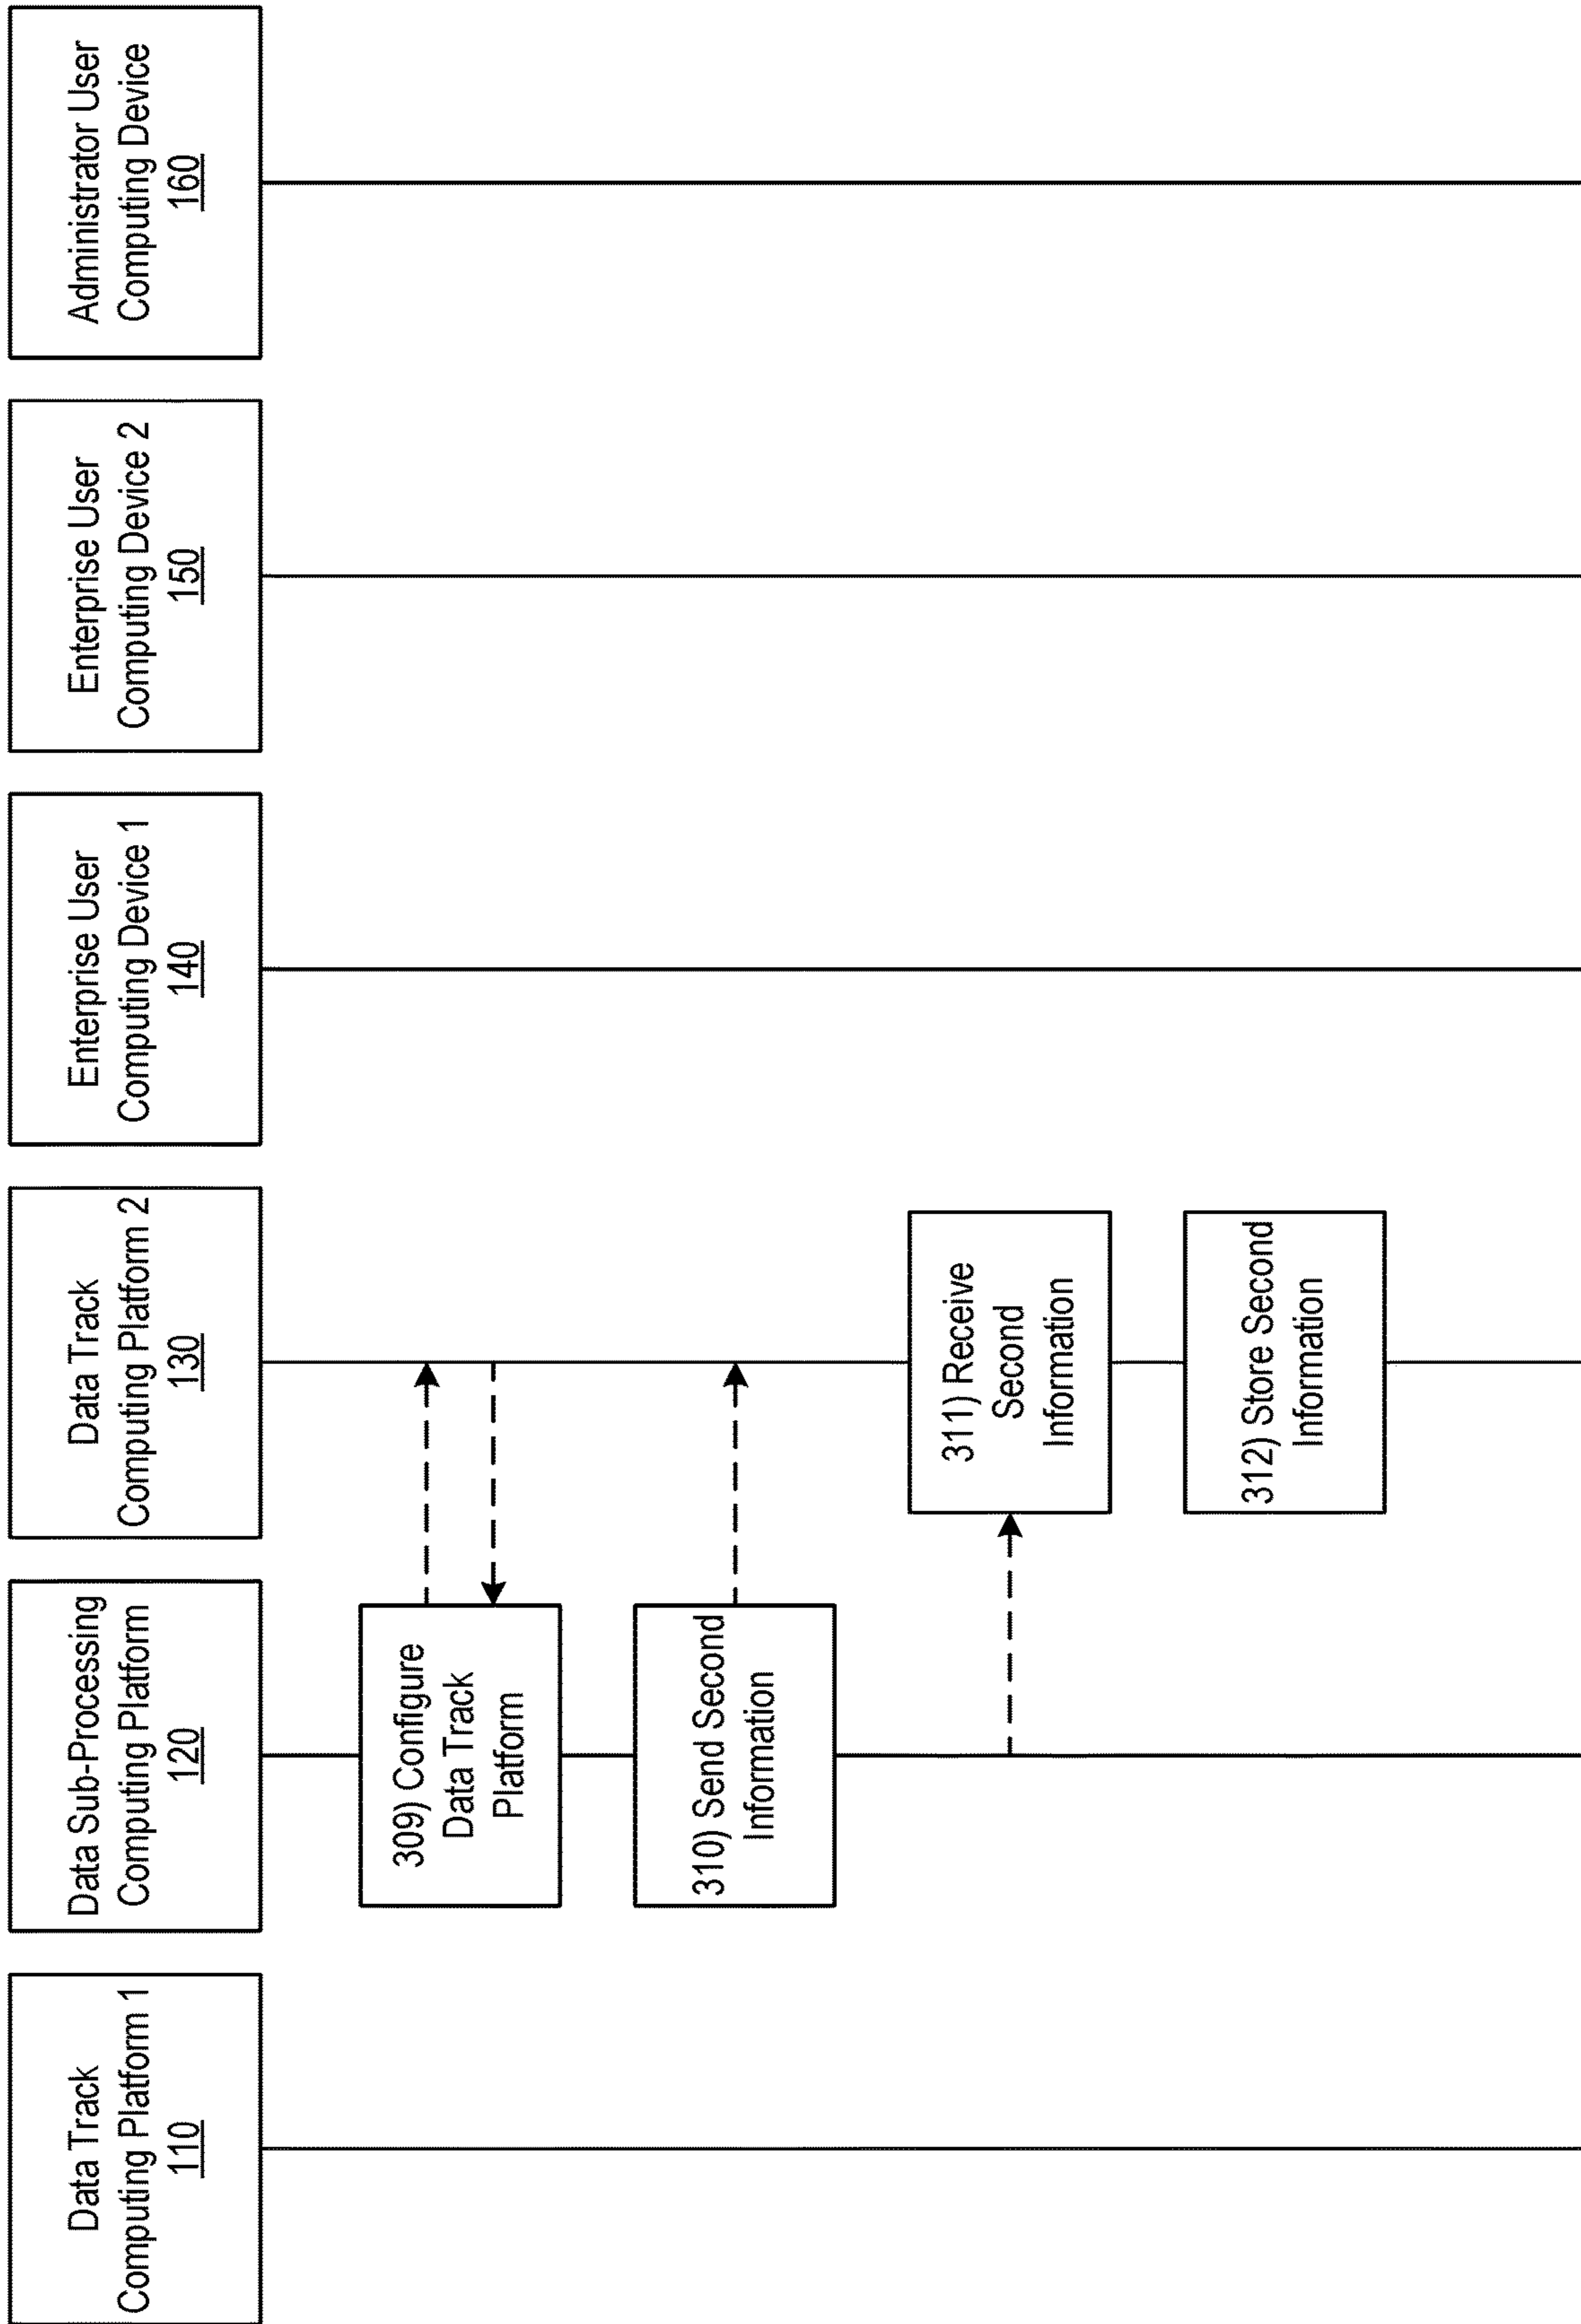 Data Track
Computing Platform 1
110
Data Sub-Processing
Computing Platform
120
Data Track
Computing Platform 2
130
Enterprise User
Computing Device 1
140
Enterprise User
Computing Device 2
150
Administrator User
Computing Device
160
309) Configure
Data Track
Platform
310) Send Second
Information
311) Receive
Second
Information
312) Store Second
Information